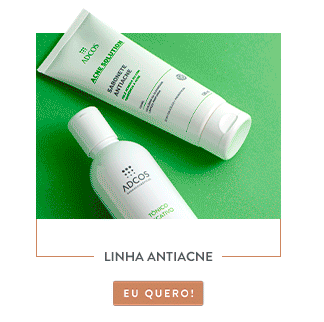 ADCOS
ACNE SOLUTION
SABONETE
ANTIACNE
ADCOS
TÔNICO
LINHA ANTIACNE
EU QUERO!